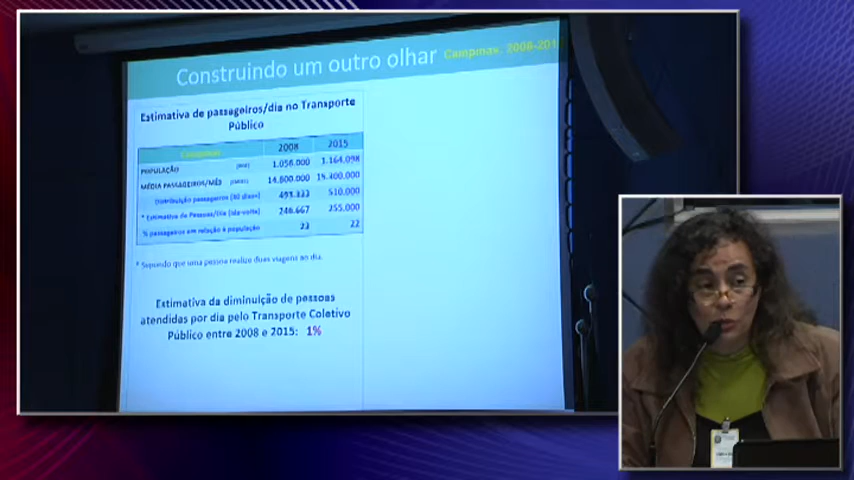 Construindo um outro olhar Campinas, 2008-201
Estimativa de passageiros/dia no Transporte
Público
Campinas 2008 2015
POPULAÇÃO 1.056.000 1.164.098
MÉDIA PASSAGEIROS/MÊS 14.800.000 15.300.000
Distribuição passageiros (30 dias) 493.333 510.000
* Estimativa de Pessoas/Dia (ida-volta) 246.667 255.000
% passageiros em relação à população 23 22
* Supondo que uma pessoa realize duas viagens ao dia.
Estimativa da diminuição de pessoas
atendidas por dia pelo Transporte Coletivo
Público entre 2008 e 2015: 1%